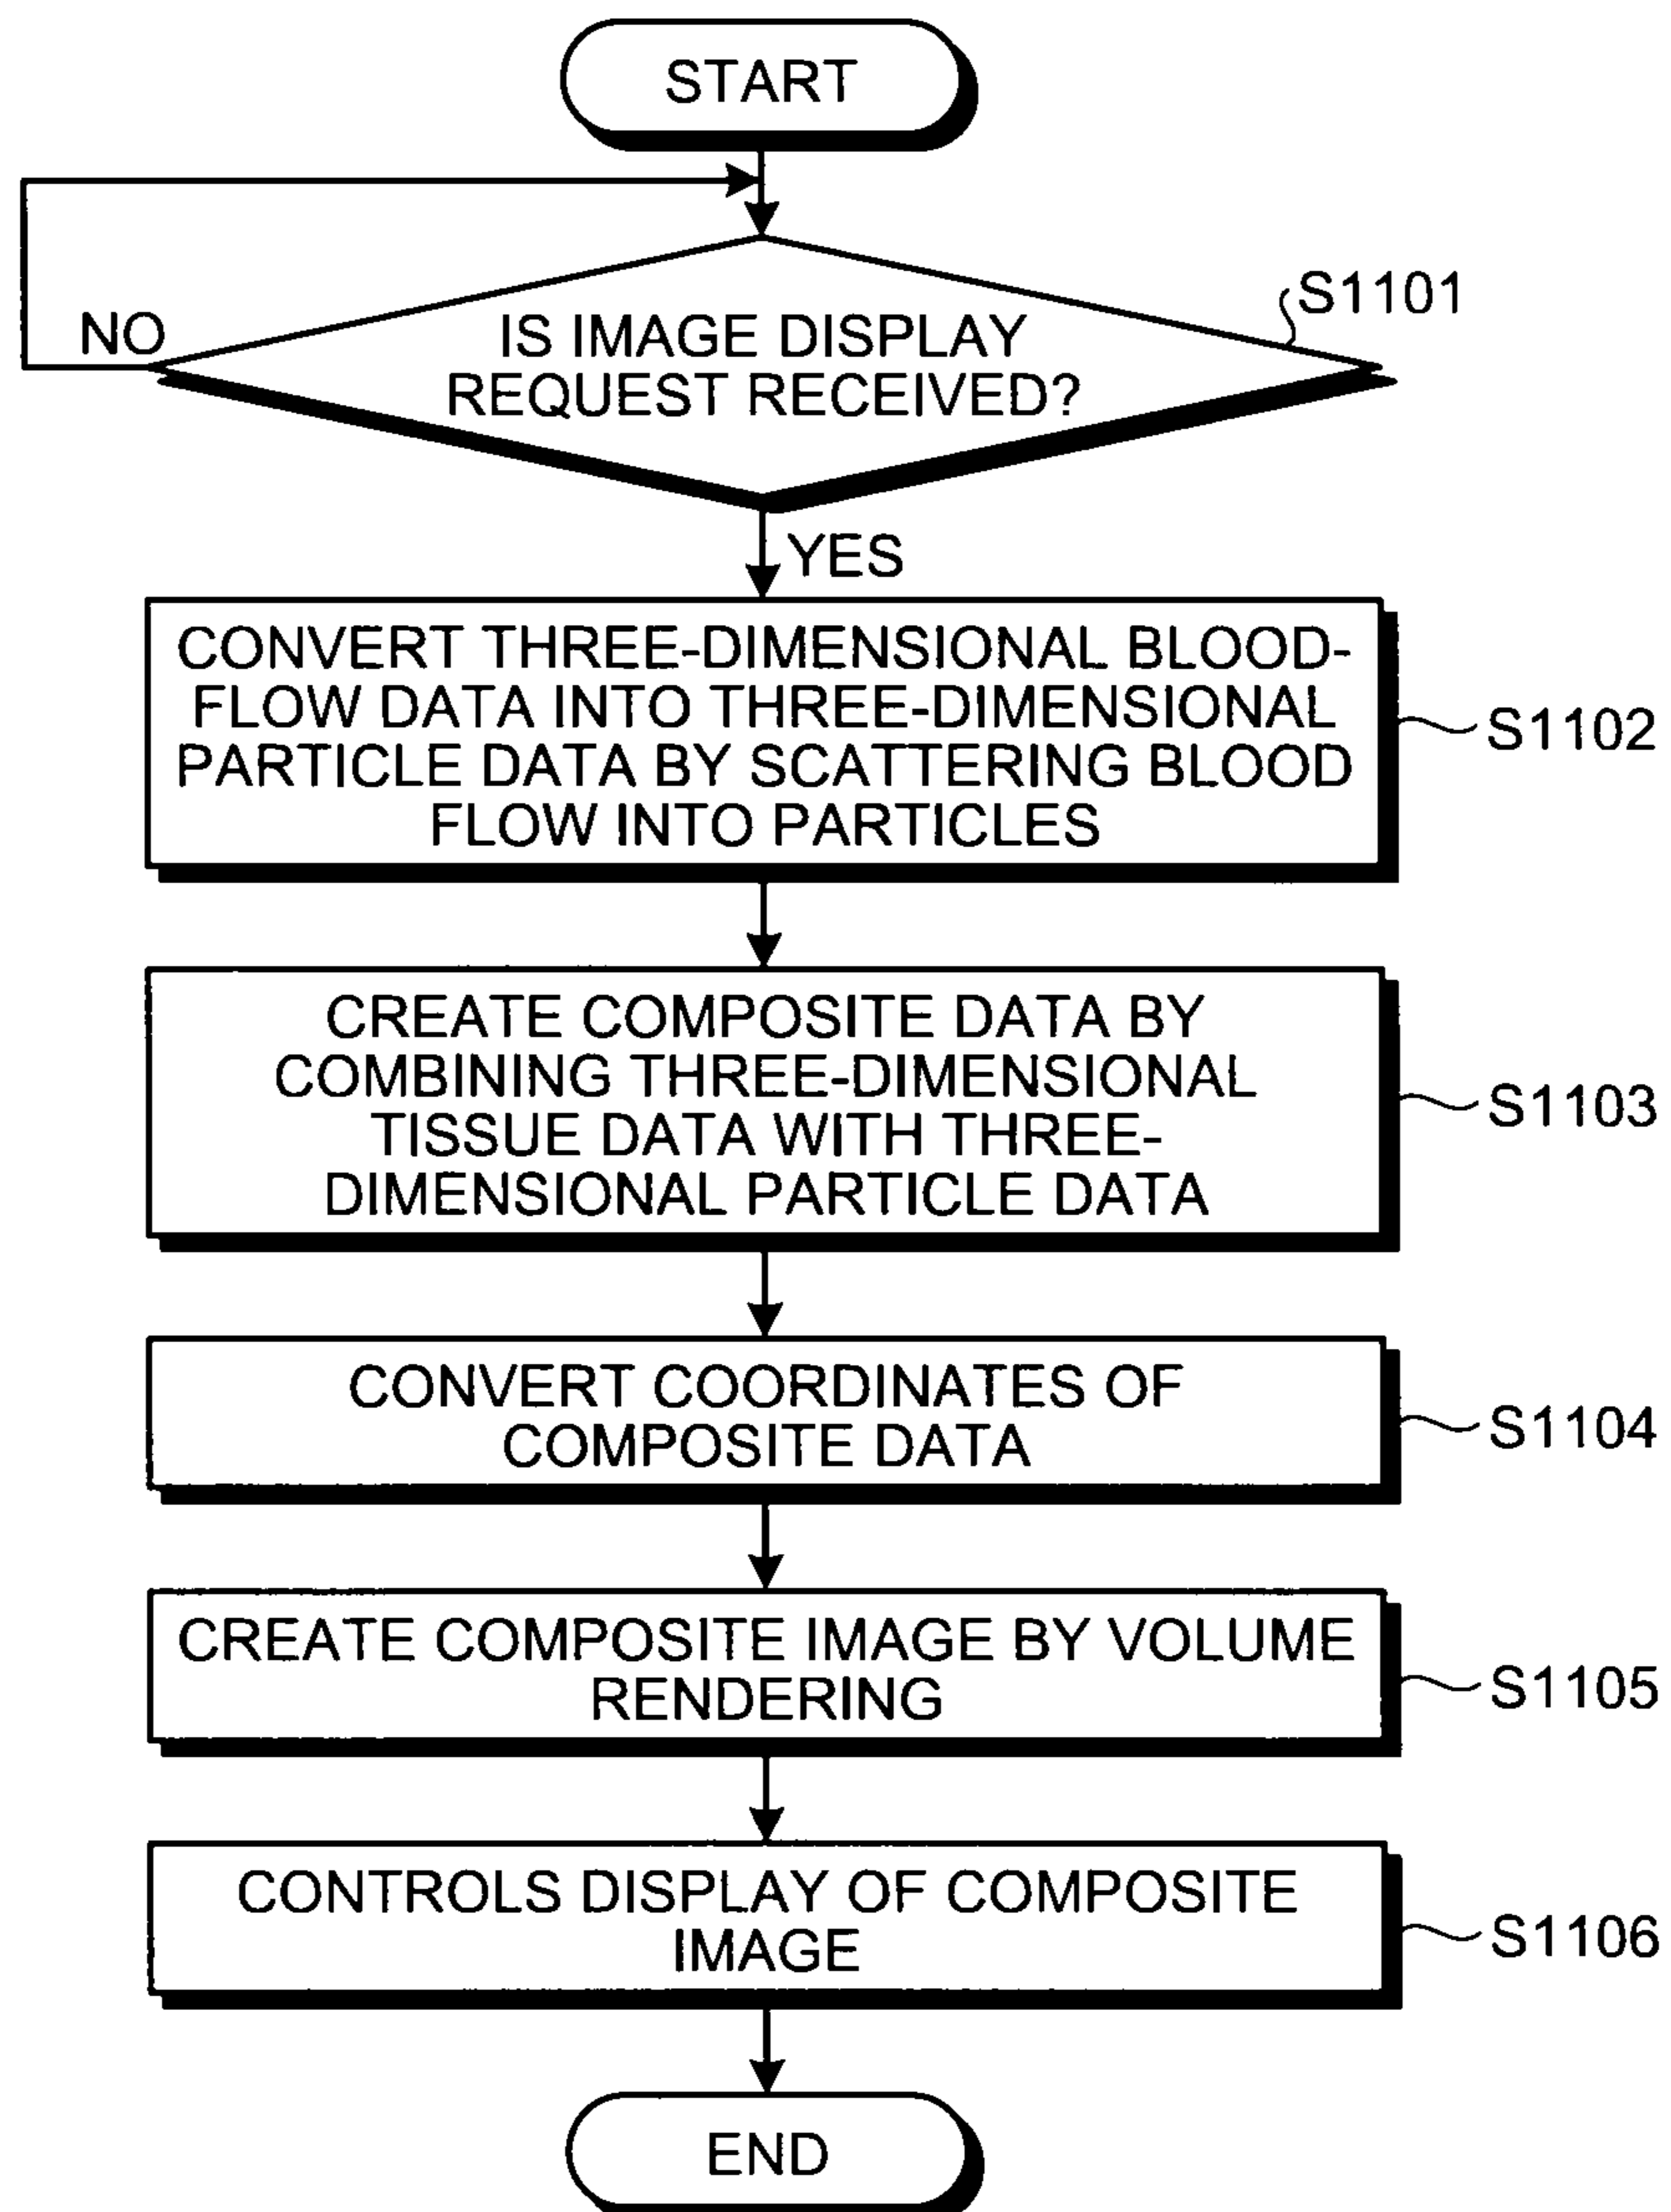 START
NO
IS IMAGE DISPLAY
REQUEST RECEIVED?
S1101
YES
CONVERT THREE-DIMENSIONAL BLOOD-
FLOW DATA INTO THREE-DIMENSIONAL
PARTICLE DATA BY SCATTERING BLOOD
FLOW INTO PARTICLES
S1102
CREATE COMPOSITE DATA BY
COMBINING THREE-DIMENSIONAL
TISSUE DATA WITH THREE-
DIMENSIONAL PARTICLE DATA
S1103
CONVERT COORDINATES OF
COMPOSITE DATA
S1104
CREATE COMPOSITE IMAGE BY VOLUME
RENDERING
S1105
CONTROLS DISPLAY OF COMPOSITE
IMAGE
S1106
END